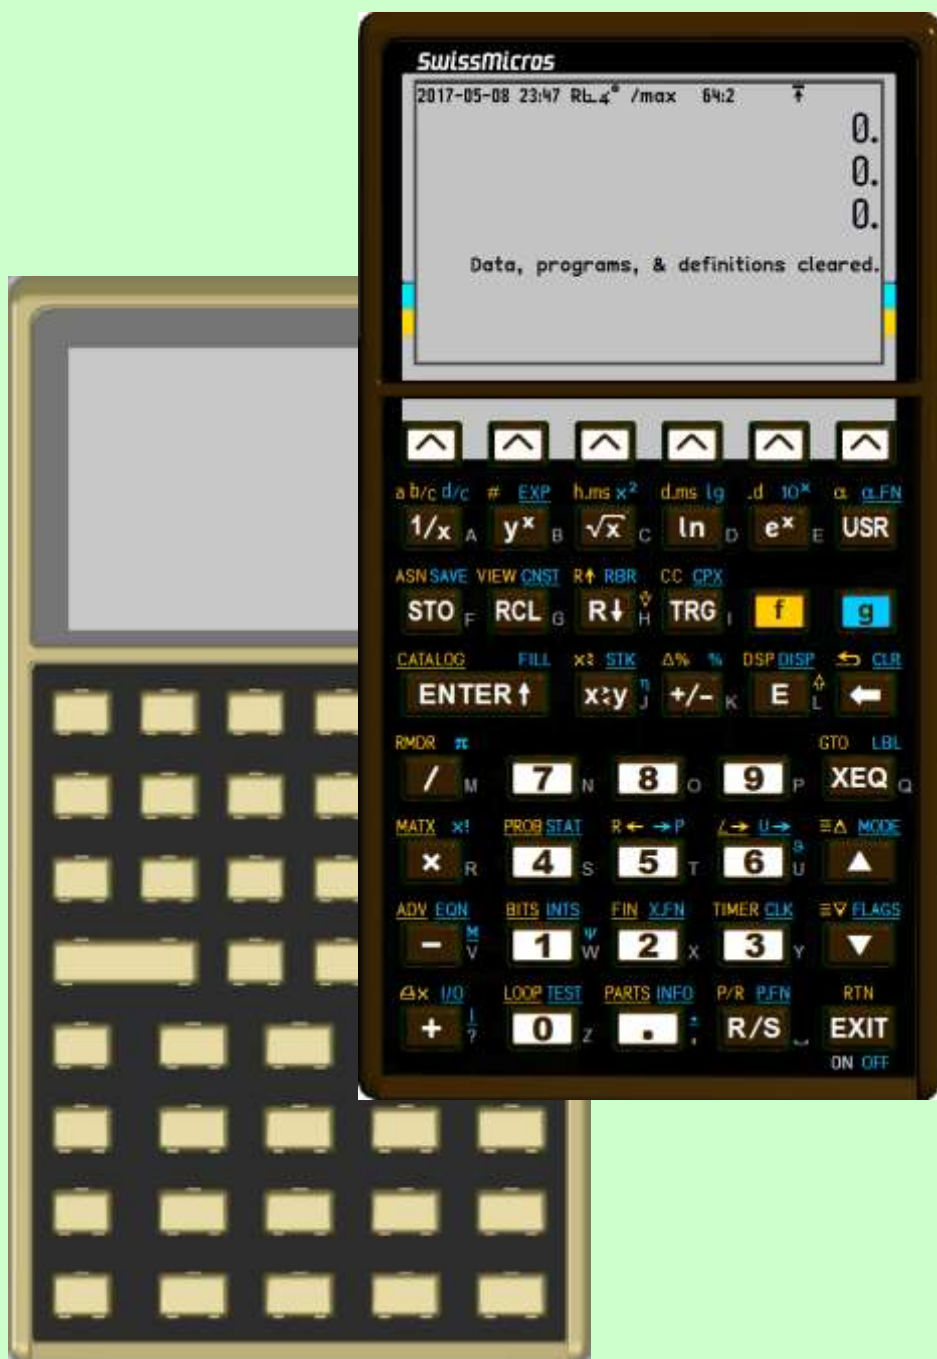 SwissMicros
2017-05-08 23:47 R∟∡° /max 64:2
0.
0.
0.
Data, programs, & definitions cleared.
a b/c d/c # EXP h.ms x² d.ms lg .d 10ˣ α α.FN
1/x A yˣ B √x C ln D eˣ E USR
ASN SAVE VIEW CNST R↑ RBR CC CPX
STO F RCL G R↓ H TRG I f g
CATALOG FILL x⇄ STK Δ% % DSP DISP ↩ CLR
ENTER↑ x⇄y J +/− K E L ←
RMDR π GTO LBL
/ M 7 N 8 O 9 P XEQ Q
MATX x! PROB STAT R← →P ∠→ U→ ≡△ MODE
× R 4 S 5 T 6 U ▲
ADV EQN BITS INTS FIN X.FN TIMER CLK ≡▽ FLAGS
− V 1 W 2 X 3 Y ▼
x I/O LOOP TEST PARTS INFO P/R P.FN RTN
+ ? 0 Z . , R/S ␣ EXIT
ON OFF